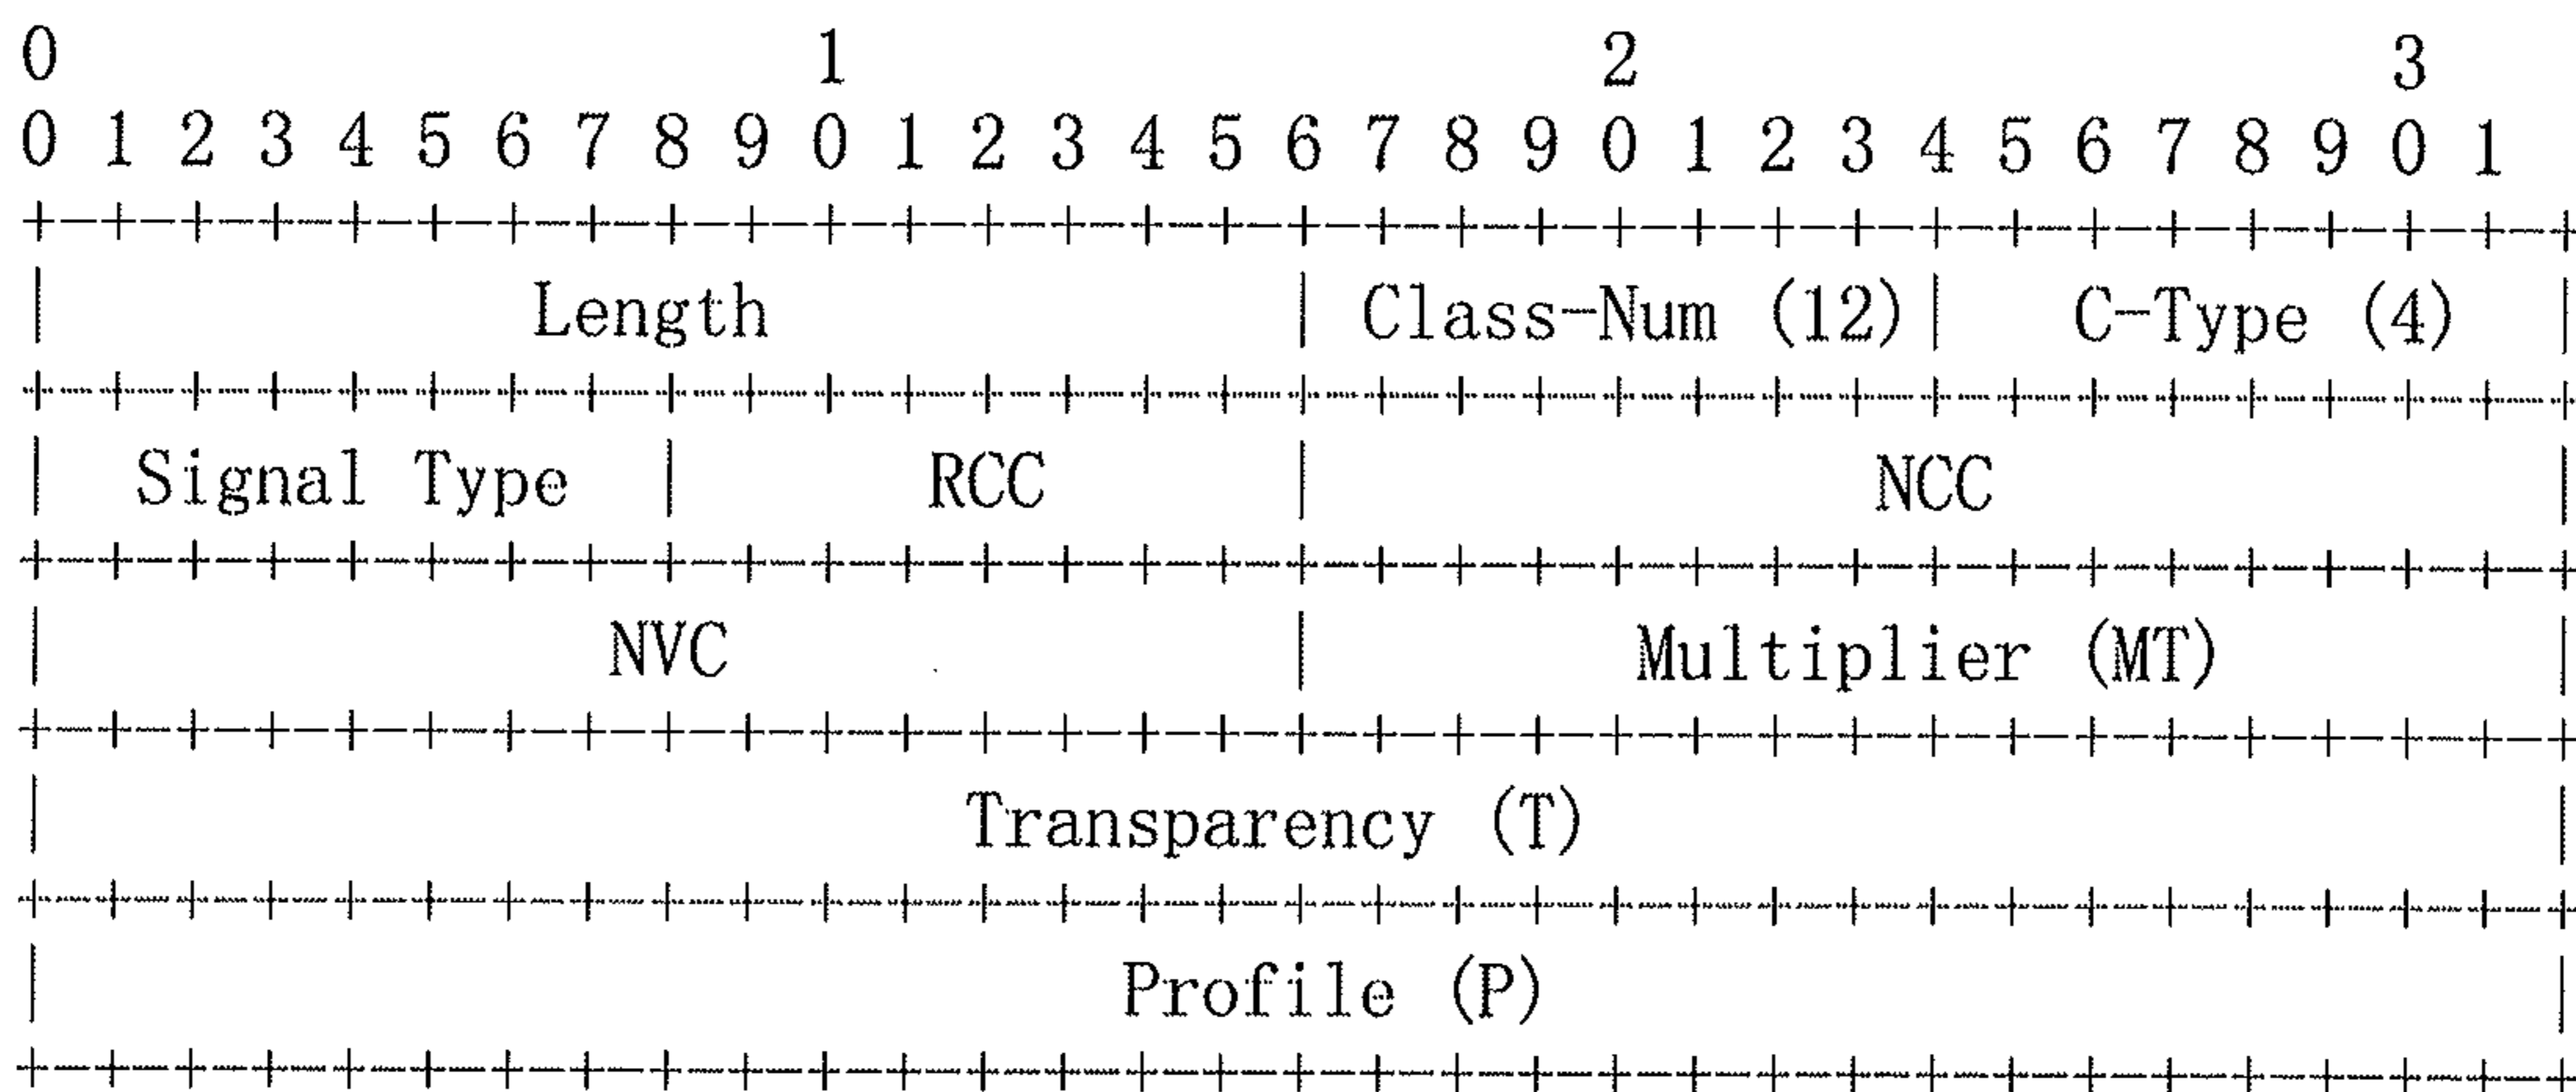 0 1 2 3
0 1 2 3 4 5 6 7 8 9 0 1 2 3 4 5 6 7 8 9 0 1 2 3 4 5 6 7 8 9 0 1
+-+-+-+-+-+-+-+-+-+-+-+-+-+-+-+-+-+-+-+-+-+-+-+-+-+-+-+-+-+-+-+-+
| Length | Class-Num (12)| C-Type (4) |
+-+-+-+-+-+-+-+-+-+-+-+-+-+-+-+-+-+-+-+-+-+-+-+-+-+-+-+-+-+-+-+-+
| Signal Type | RCC | NCC |
+-+-+-+-+-+-+-+-+-+-+-+-+-+-+-+-+-+-+-+-+-+-+-+-+-+-+-+-+-+-+-+-+
| NVC | Multiplier (MT) |
+-+-+-+-+-+-+-+-+-+-+-+-+-+-+-+-+-+-+-+-+-+-+-+-+-+-+-+-+-+-+-+-+
| Transparency (T) |
+-+-+-+-+-+-+-+-+-+-+-+-+-+-+-+-+-+-+-+-+-+-+-+-+-+-+-+-+-+-+-+-+
| Profile (P) |
+-+-+-+-+-+-+-+-+-+-+-+-+-+-+-+-+-+-+-+-+-+-+-+-+-+-+-+-+-+-+-+-+